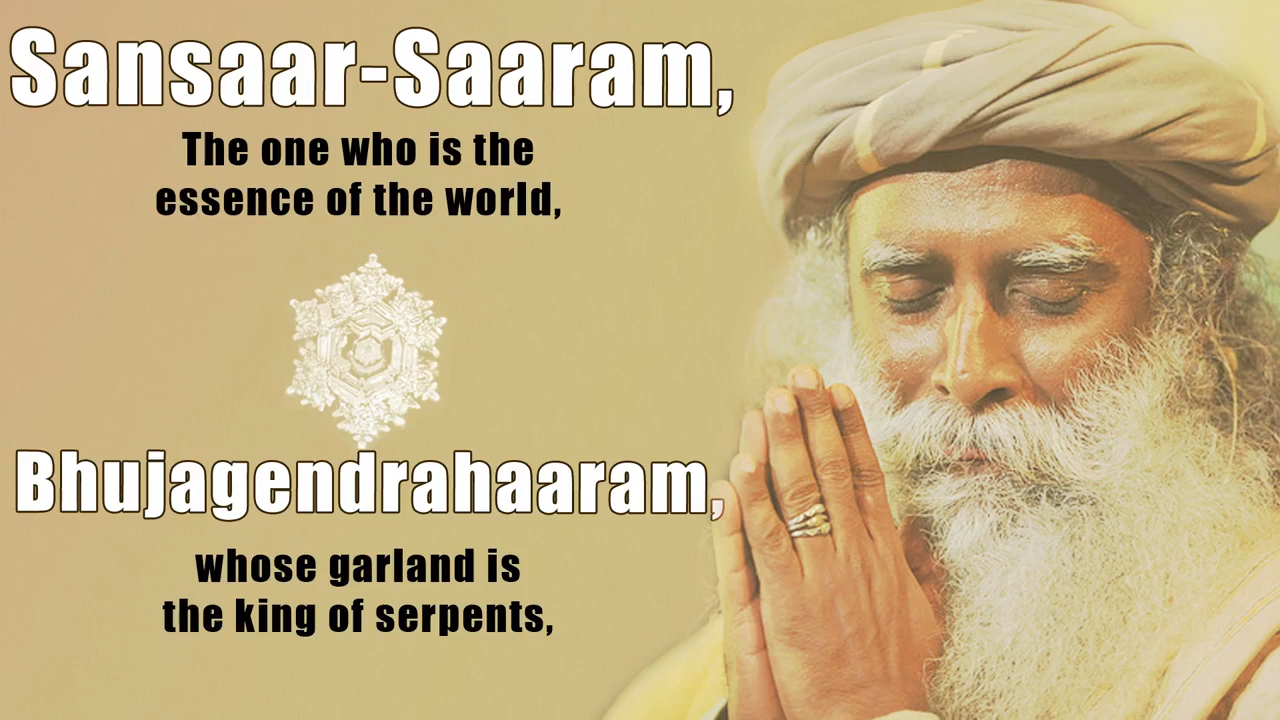 Sansaar-Saaram,
The one who is the
essence of the world,
Bhujagendrahaaram,
whose garland is
the king of serpents,